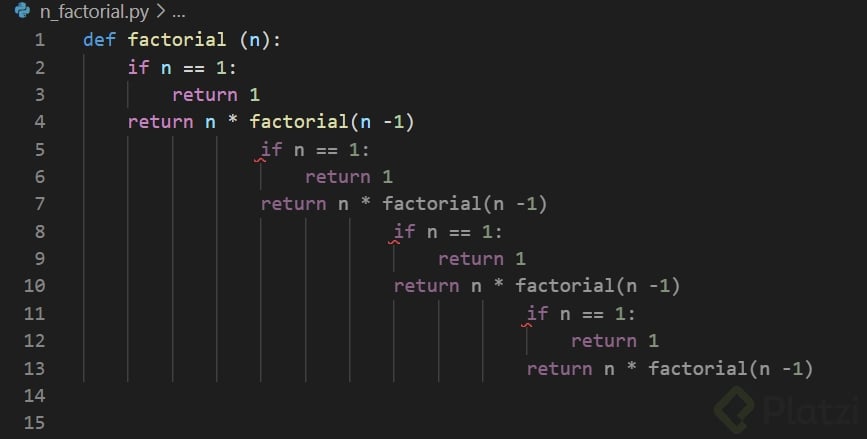 n_factorial.py > ...
1 def factorial (n):
2     if n == 1:
3         return 1
4     return n * factorial(n -1)
5                 if n == 1:
6                     return 1
7                 return n * factorial(n -1)
8                             if n == 1:
9                                 return 1
10                            return n * factorial(n -1)
11                                        if n == 1:
12                                            return 1
13                                        return n * factorial(n -1)
14
15
Platzi